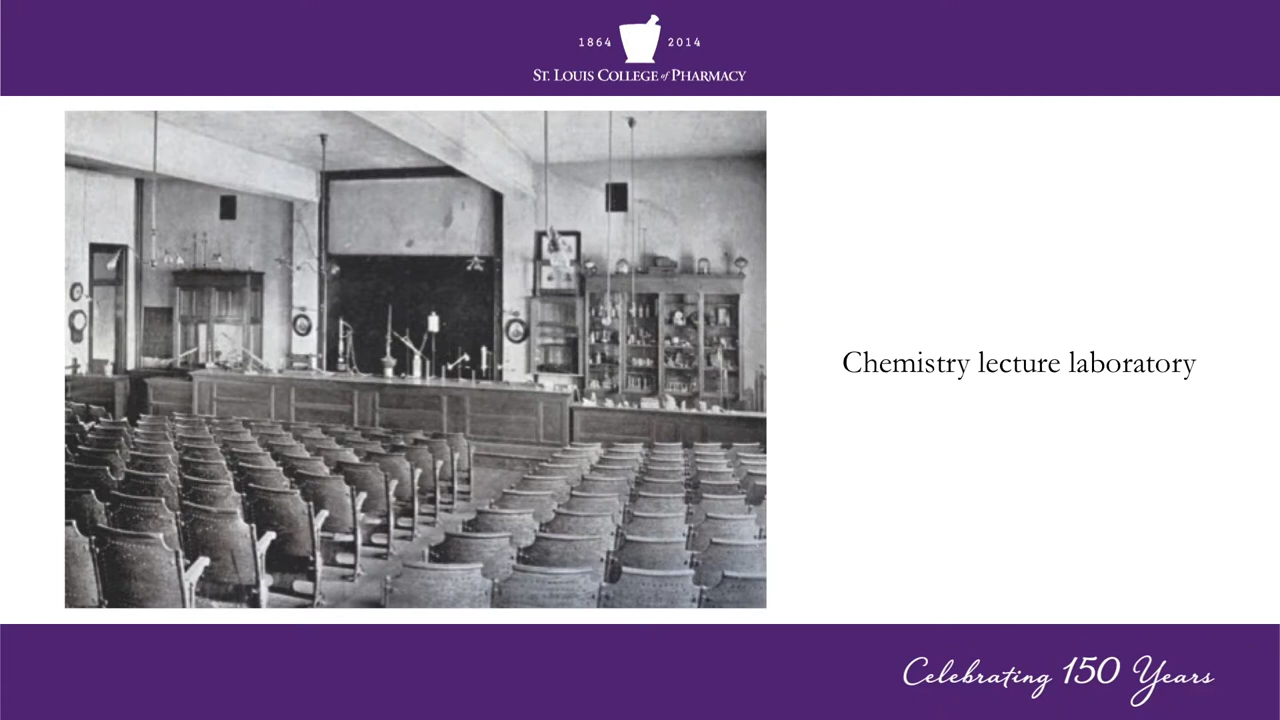 1864 2014
ST. LOUIS COLLEGE of PHARMACY
Chemistry lecture laboratory
Celebrating 150 Years